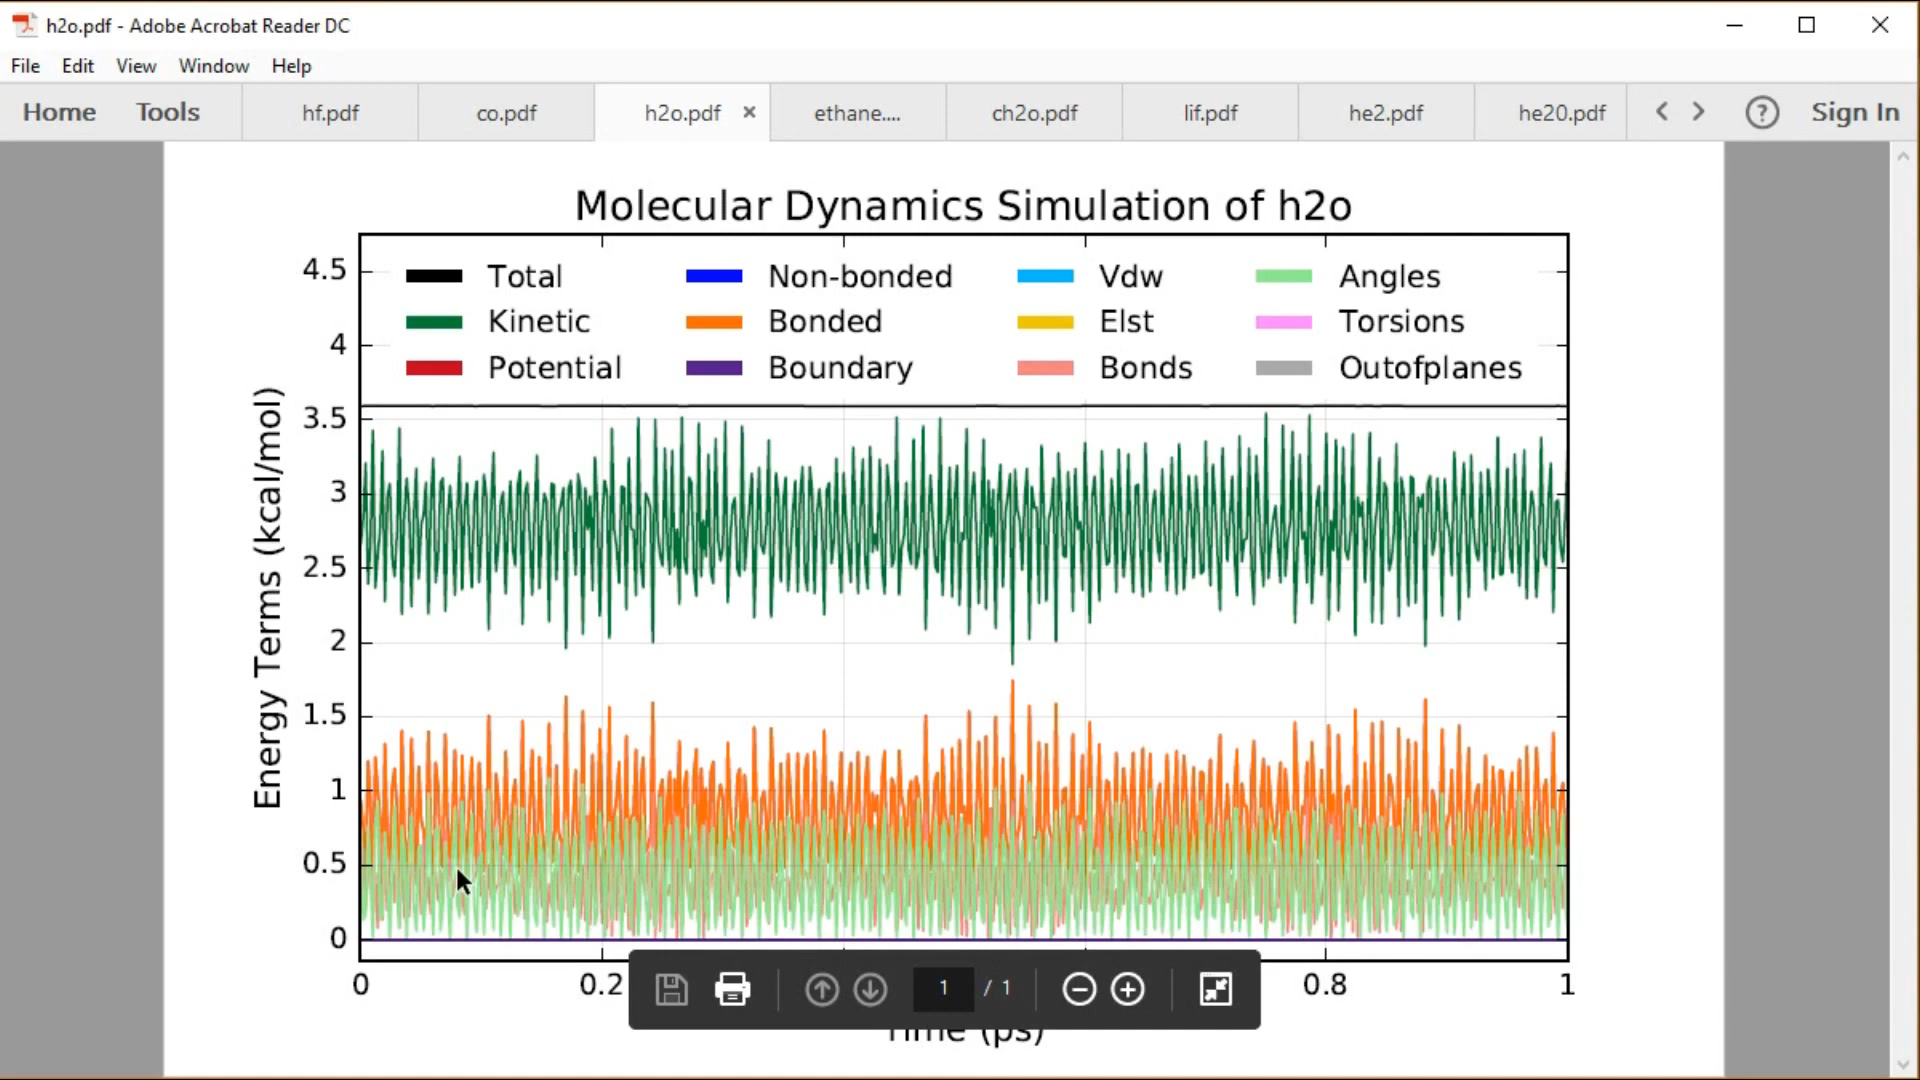 h2o.pdf - Adobe Acrobat Reader DC
File Edit View Window Help
Home Tools hf.pdf co.pdf h2o.pdf × ethane.... ch2o.pdf lif.pdf he2.pdf he20.pdf < > ? Sign In
Molecular Dynamics Simulation of h2o
Total Non-bonded Vdw Angles
Kinetic Bonded Elst Torsions
Potential Boundary Bonds Outofplanes
Energy Terms (kcal/mol)
4.5
4
3.5
3
2.5
2
1.5
1
0.5
0
0 0.2 0.8 1
1 / 1
Time (ps)